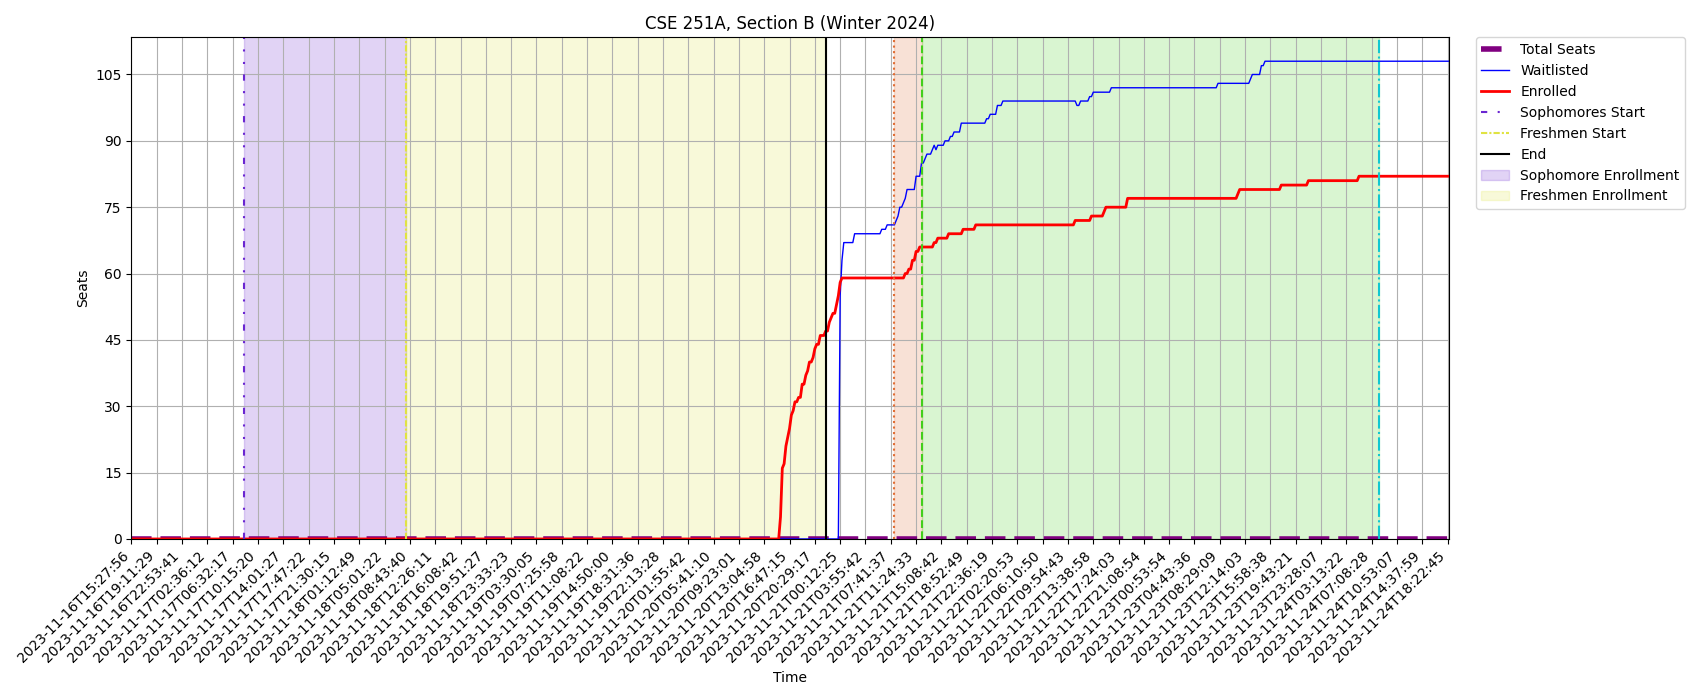 CSE 251A, Section B (Winter 2024)
Total Seats
Waitlisted
Enrolled
Sophomores Start
Freshmen Start
End
Sophomore Enrollment
Freshmen Enrollment
Seats
105
90
75
60
45
30
15
0
2023-11-16T15:27:56
2023-11-16T19:11:29
2023-11-16T22:53:41
2023-11-17T02:36:12
2023-11-17T06:32:17
2023-11-17T10:15:20
2023-11-17T14:01:27
2023-11-17T17:47:22
2023-11-17T21:30:15
2023-11-18T01:12:49
2023-11-18T05:01:22
2023-11-18T08:43:40
2023-11-18T12:26:11
2023-11-18T16:08:42
2023-11-18T19:51:27
2023-11-18T23:33:23
2023-11-19T03:30:05
2023-11-19T07:25:58
2023-11-19T11:08:22
2023-11-19T14:50:00
2023-11-19T18:31:36
2023-11-19T22:13:28
2023-11-20T01:55:42
2023-11-20T05:41:10
2023-11-20T09:23:01
2023-11-20T13:04:58
2023-11-20T16:47:15
2023-11-20T20:29:17
2023-11-21T00:12:25
2023-11-21T03:55:42
2023-11-21T07:41:37
2023-11-21T11:24:33
2023-11-21T15:08:42
2023-11-21T18:52:49
2023-11-21T22:36:19
2023-11-22T02:20:53
2023-11-22T06:10:50
2023-11-22T09:54:43
2023-11-22T13:38:58
2023-11-22T17:24:03
2023-11-22T21:08:54
2023-11-23T00:53:54
2023-11-23T04:43:36
2023-11-23T08:29:09
2023-11-23T12:14:03
2023-11-23T15:58:38
2023-11-23T19:43:21
2023-11-23T23:28:07
2023-11-24T03:13:22
2023-11-24T07:08:28
2023-11-24T10:53:07
2023-11-24T14:37:59
2023-11-24T18:22:45
Time